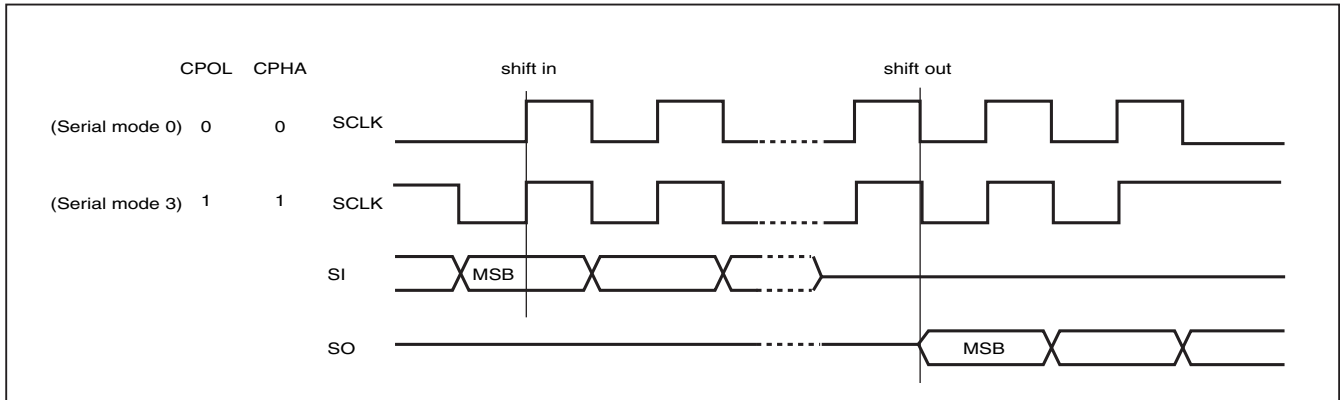 CPOL CPHA shift in shift out
(Serial mode 0) 0 0 SCLK
(Serial mode 3) 1 1 SCLK
SI MSB
SO MSB